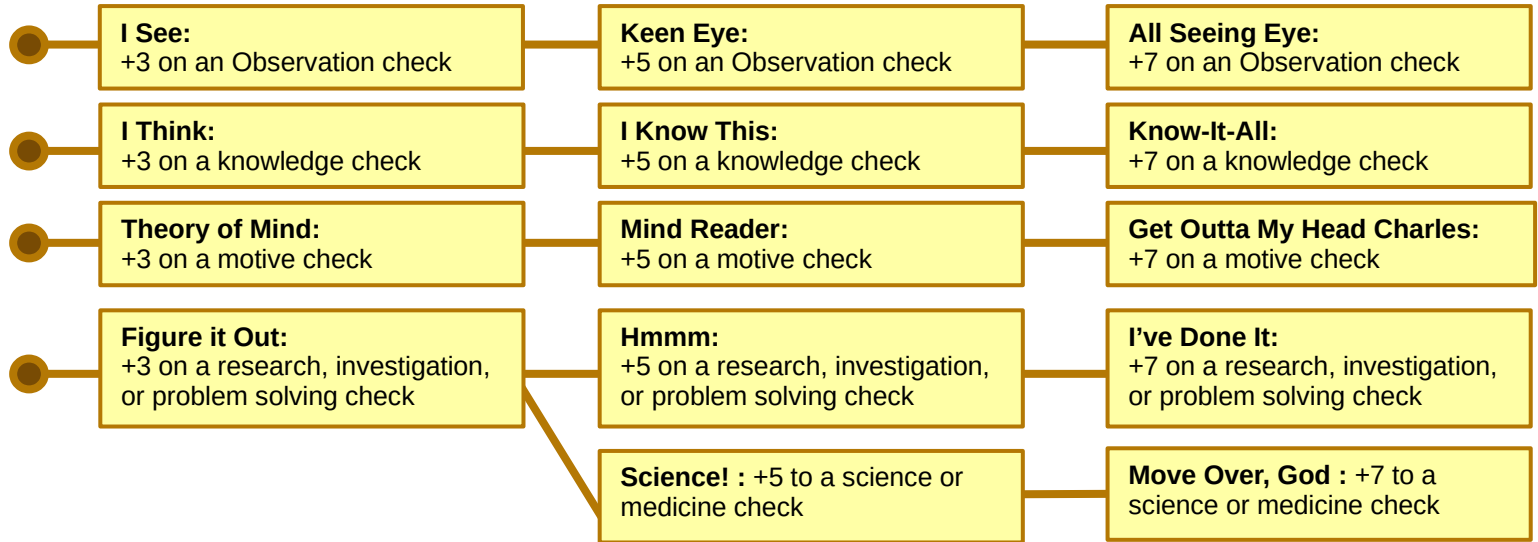 I See:
+3 on an Observation check
Keen Eye:
+5 on an Observation check
All Seeing Eye:
+7 on an Observation check
I Think:
+3 on a knowledge check
I Know This:
+5 on a knowledge check
Know-It-All:
+7 on a knowledge check
Theory of Mind:
+3 on a motive check
Mind Reader:
+5 on a motive check
Get Outta My Head Charles:
+7 on a motive check
Figure it Out:
+3 on a research, investigation,
or problem solving check
Hmmm:
+5 on a research, investigation,
or problem solving check
I’ve Done It:
+7 on a research, investigation,
or problem solving check
Science! : +5 to a science or
medicine check
Move Over, God : +7 to a
science or medicine check